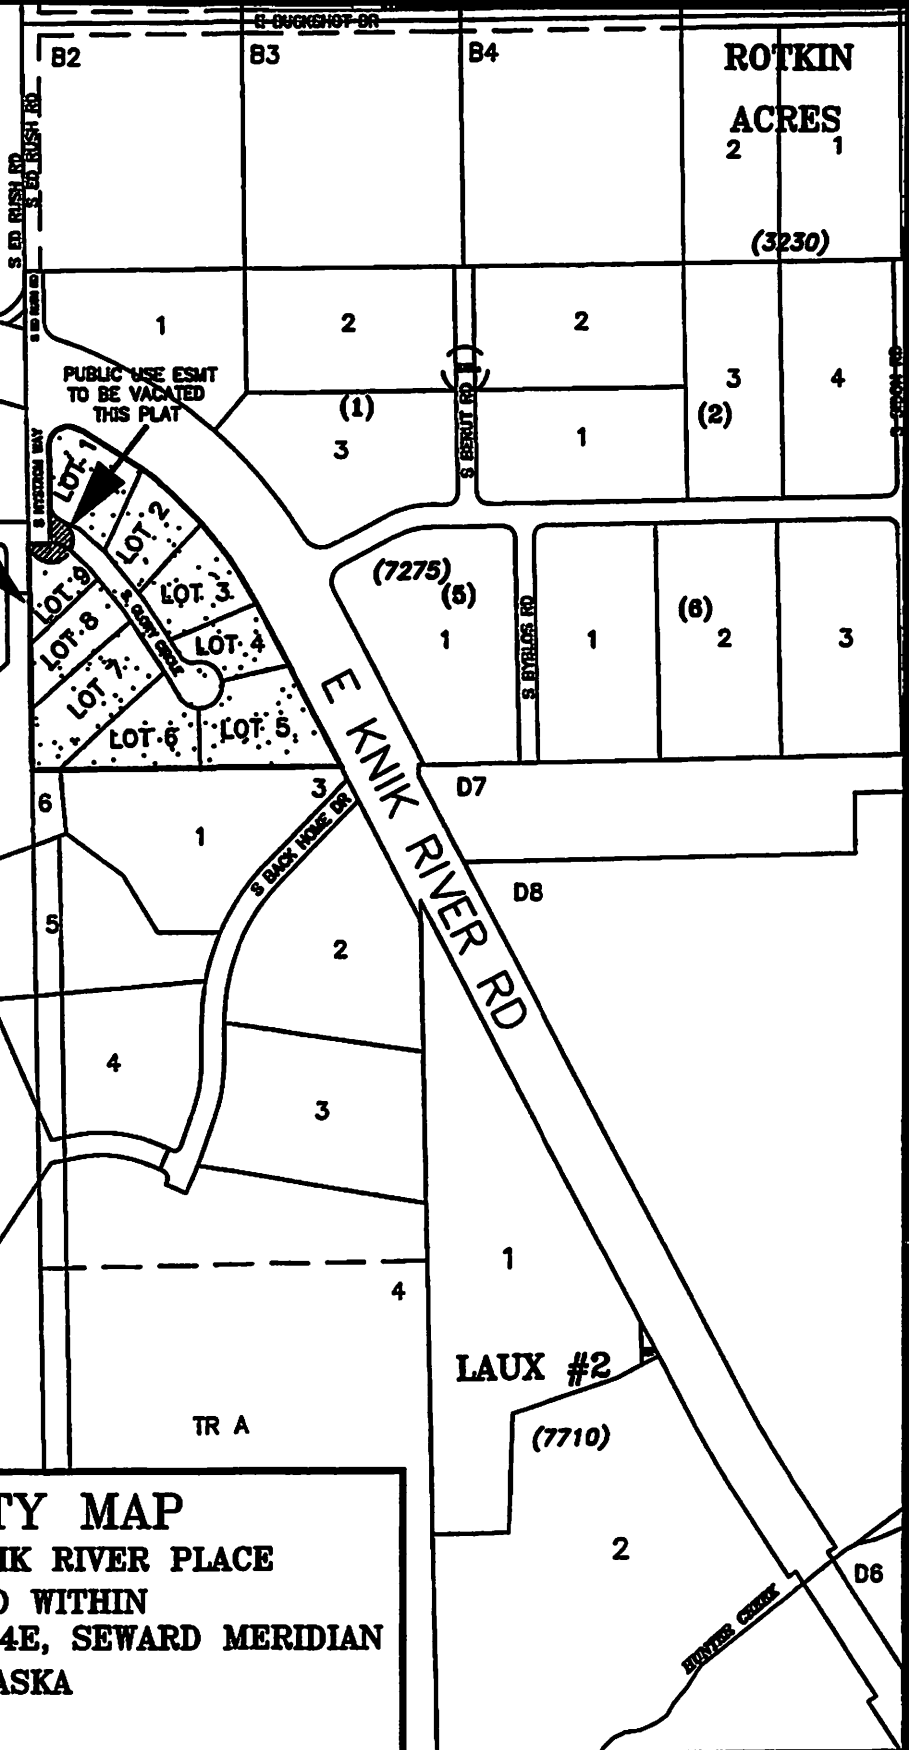 E BUCKSHOT DR
B2
B3
B4
ROTKIN
ACRES
2
1
(3230)
S ED RUSH RD
S ED RUSH RD
S ED RUSH RD
1
2
2
3
4
PUBLIC USE ESMT
TO BE VACATED
THIS PLAT
(1)
(2)
3
1
S BERUT RD
S NYSTROM WAY
LOT 1
LOT 2
LOT 3
LOT 4
LOT 5
LOT 6
LOT 7
LOT 8
LOT 9
S. GLORY CIRCLE
(7275)
(5)
1
S BYBLOS RD
1
(6)
2
3
E KNIK RIVER RD
D7
D8
6
1
3
S BACK HOME DR
5
2
4
3
1
4
LAUX #2
(7710)
TR A
2
D6
HUNTER CREEK
TY MAP
IK RIVER PLACE
D WITHIN
4E, SEWARD MERIDIAN
ASKA